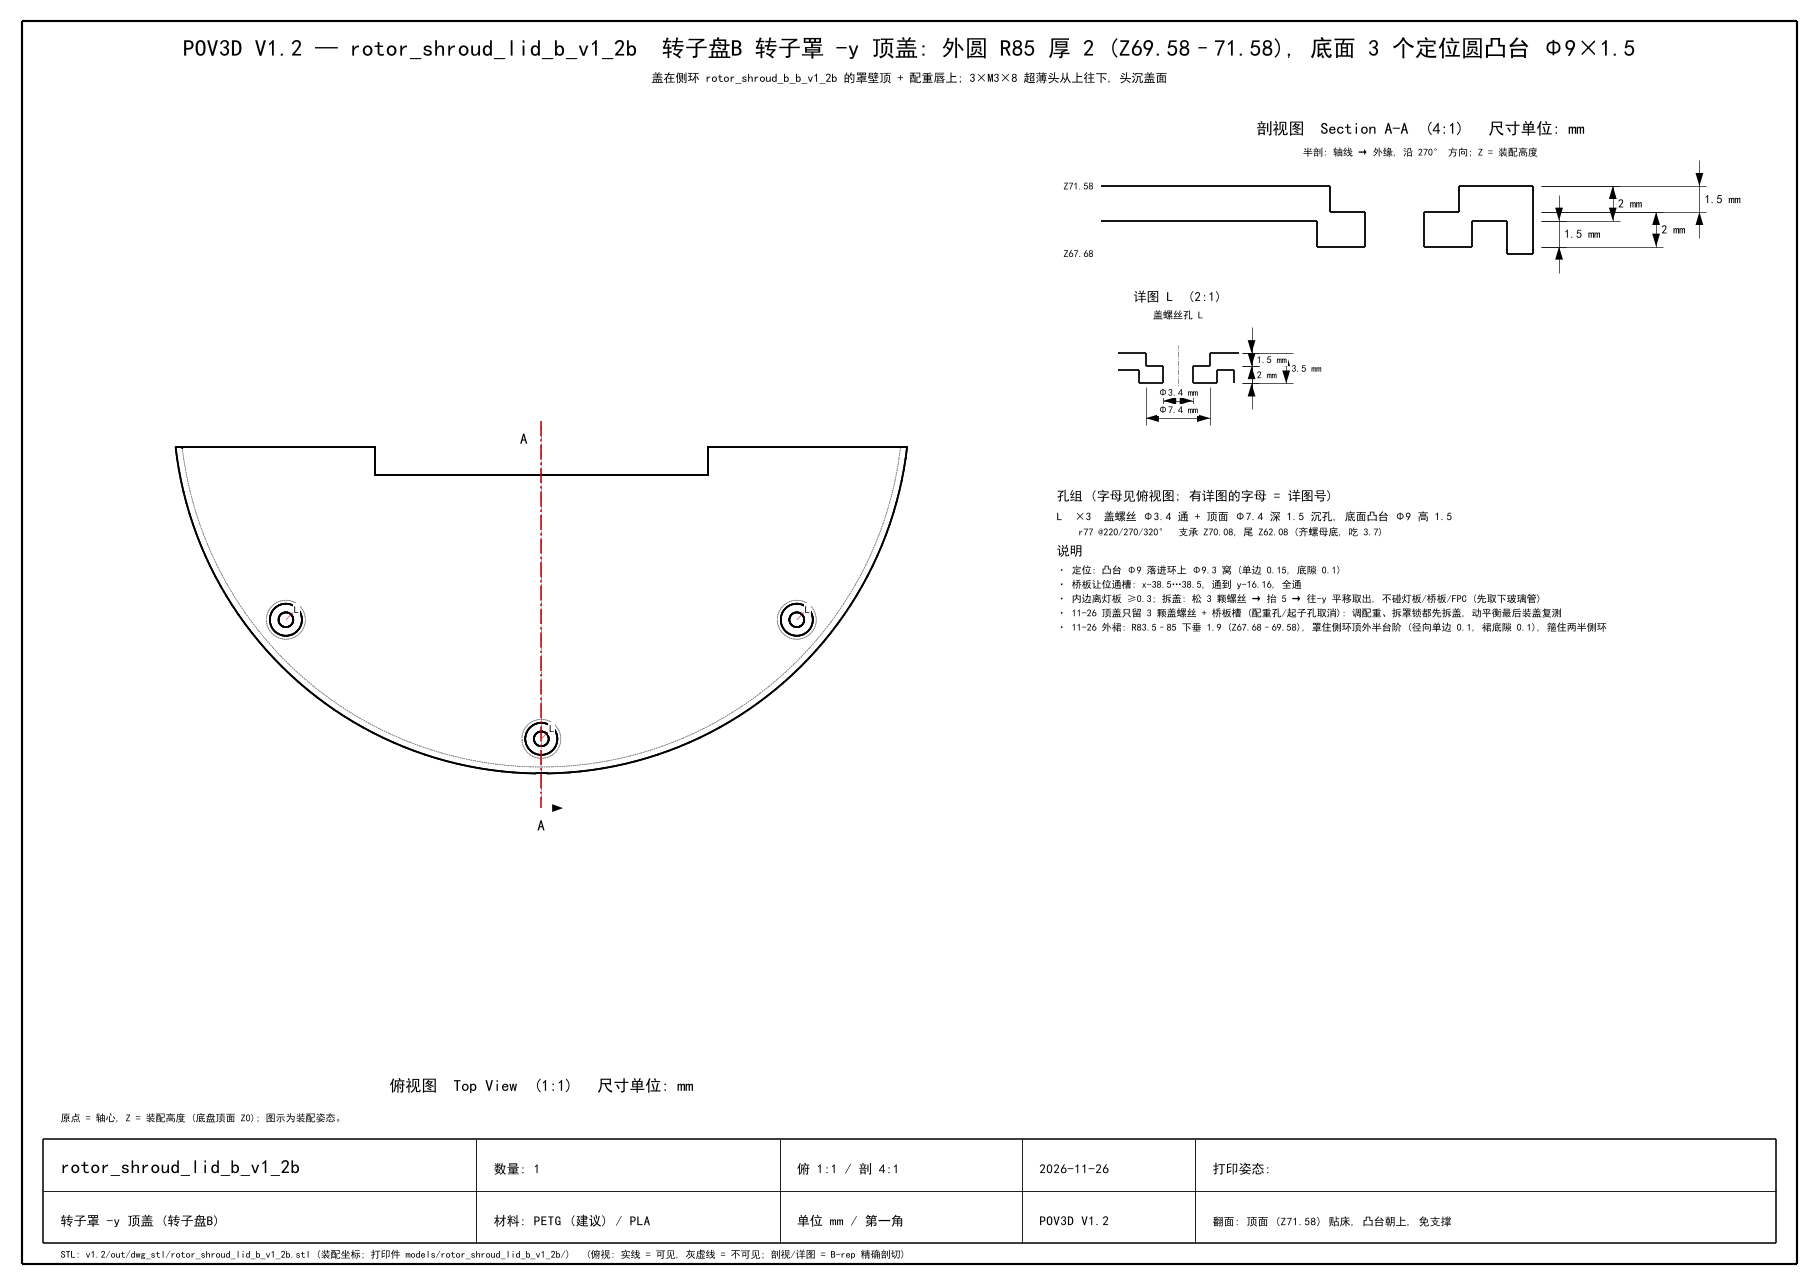 POV3D V1.2 — rotor_shroud_lid_b_v1_2b  转子盘B 转子罩 -y 顶盖: 外圆 R85 厚 2 (Z69.58–71.58), 底面 3 个定位圆凸台 Φ9×1.5
盖在侧环 rotor_shroud_b_b_v1_2b 的罩壁顶 + 配重唇上; 3×M3×8 超薄头从上往下, 头沉盖面
剖视图  Section A-A  (4:1)  尺寸单位: mm
半剖: 轴线 → 外缘, 沿 270° 方向; Z = 装配高度
Z71.58
2 mm
1.5 mm
1.5 mm
2 mm
Z67.68
详图 L  (2:1)
盖螺丝孔 L
1.5 mm
3.5 mm
2 mm
Φ3.4 mm
Φ7.4 mm
A
L
L
L
A
孔组 (字母见俯视图; 有详图的字母 = 详图号)
L  ×3  盖螺丝 Φ3.4 通 + 顶面 Φ7.4 深 1.5 沉孔, 底面凸台 Φ9 高 1.5
r77 @220/270/320°  支承 Z70.08, 尾 Z62.08 (齐螺母底, 吃 3.7)
说明
· 定位: 凸台 Φ9 落进环上 Φ9.3 窝 (单边 0.15, 底隙 0.1)
· 桥板让位通槽: x-38.5…38.5, 通到 y-16.16, 全通
· 内边离灯板 ≥0.3; 拆盖: 松 3 颗螺丝 → 抬 5 → 往-y 平移取出, 不碰灯板/桥板/FPC (先取下玻璃管)
· 11-26 顶盖只留 3 颗盖螺丝 + 桥板槽 (配重孔/起子孔取消): 调配重、拆罩锁都先拆盖, 动平衡最后装盖复测
· 11-26 外裙: R83.5–85 下垂 1.9 (Z67.68–69.58), 罩住侧环顶外半台阶 (径向单边 0.1, 裙底隙 0.1), 箍住两半侧环
俯视图  Top View  (1:1)  尺寸单位: mm
原点 = 轴心, Z = 装配高度 (底盘顶面 Z0); 图示为装配姿态。
rotor_shroud_lid_b_v1_2b
数量: 1
俯 1:1 / 剖 4:1
2026-11-26
打印姿态:
转子罩 -y 顶盖 (转子盘B)
材料: PETG (建议) / PLA
单位 mm / 第一角
POV3D V1.2
翻面: 顶面 (Z71.58) 贴床, 凸台朝上, 免支撑
STL: v1.2/out/dwg_stl/rotor_shroud_lid_b_v1_2b.stl (装配坐标; 打印件 models/rotor_shroud_lid_b_v1_2b/)  (俯视: 实线 = 可见, 灰虚线 = 不可见; 剖视/详图 = B-rep 精确剖切)